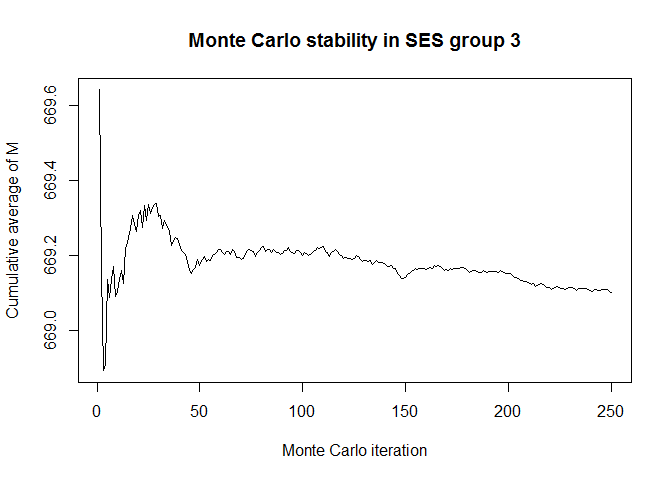 Monte Carlo stability in SES group 3
Cumulative average of M
669.6
669.4
669.2
669.0
0 50 100 150 200 250
Monte Carlo iteration